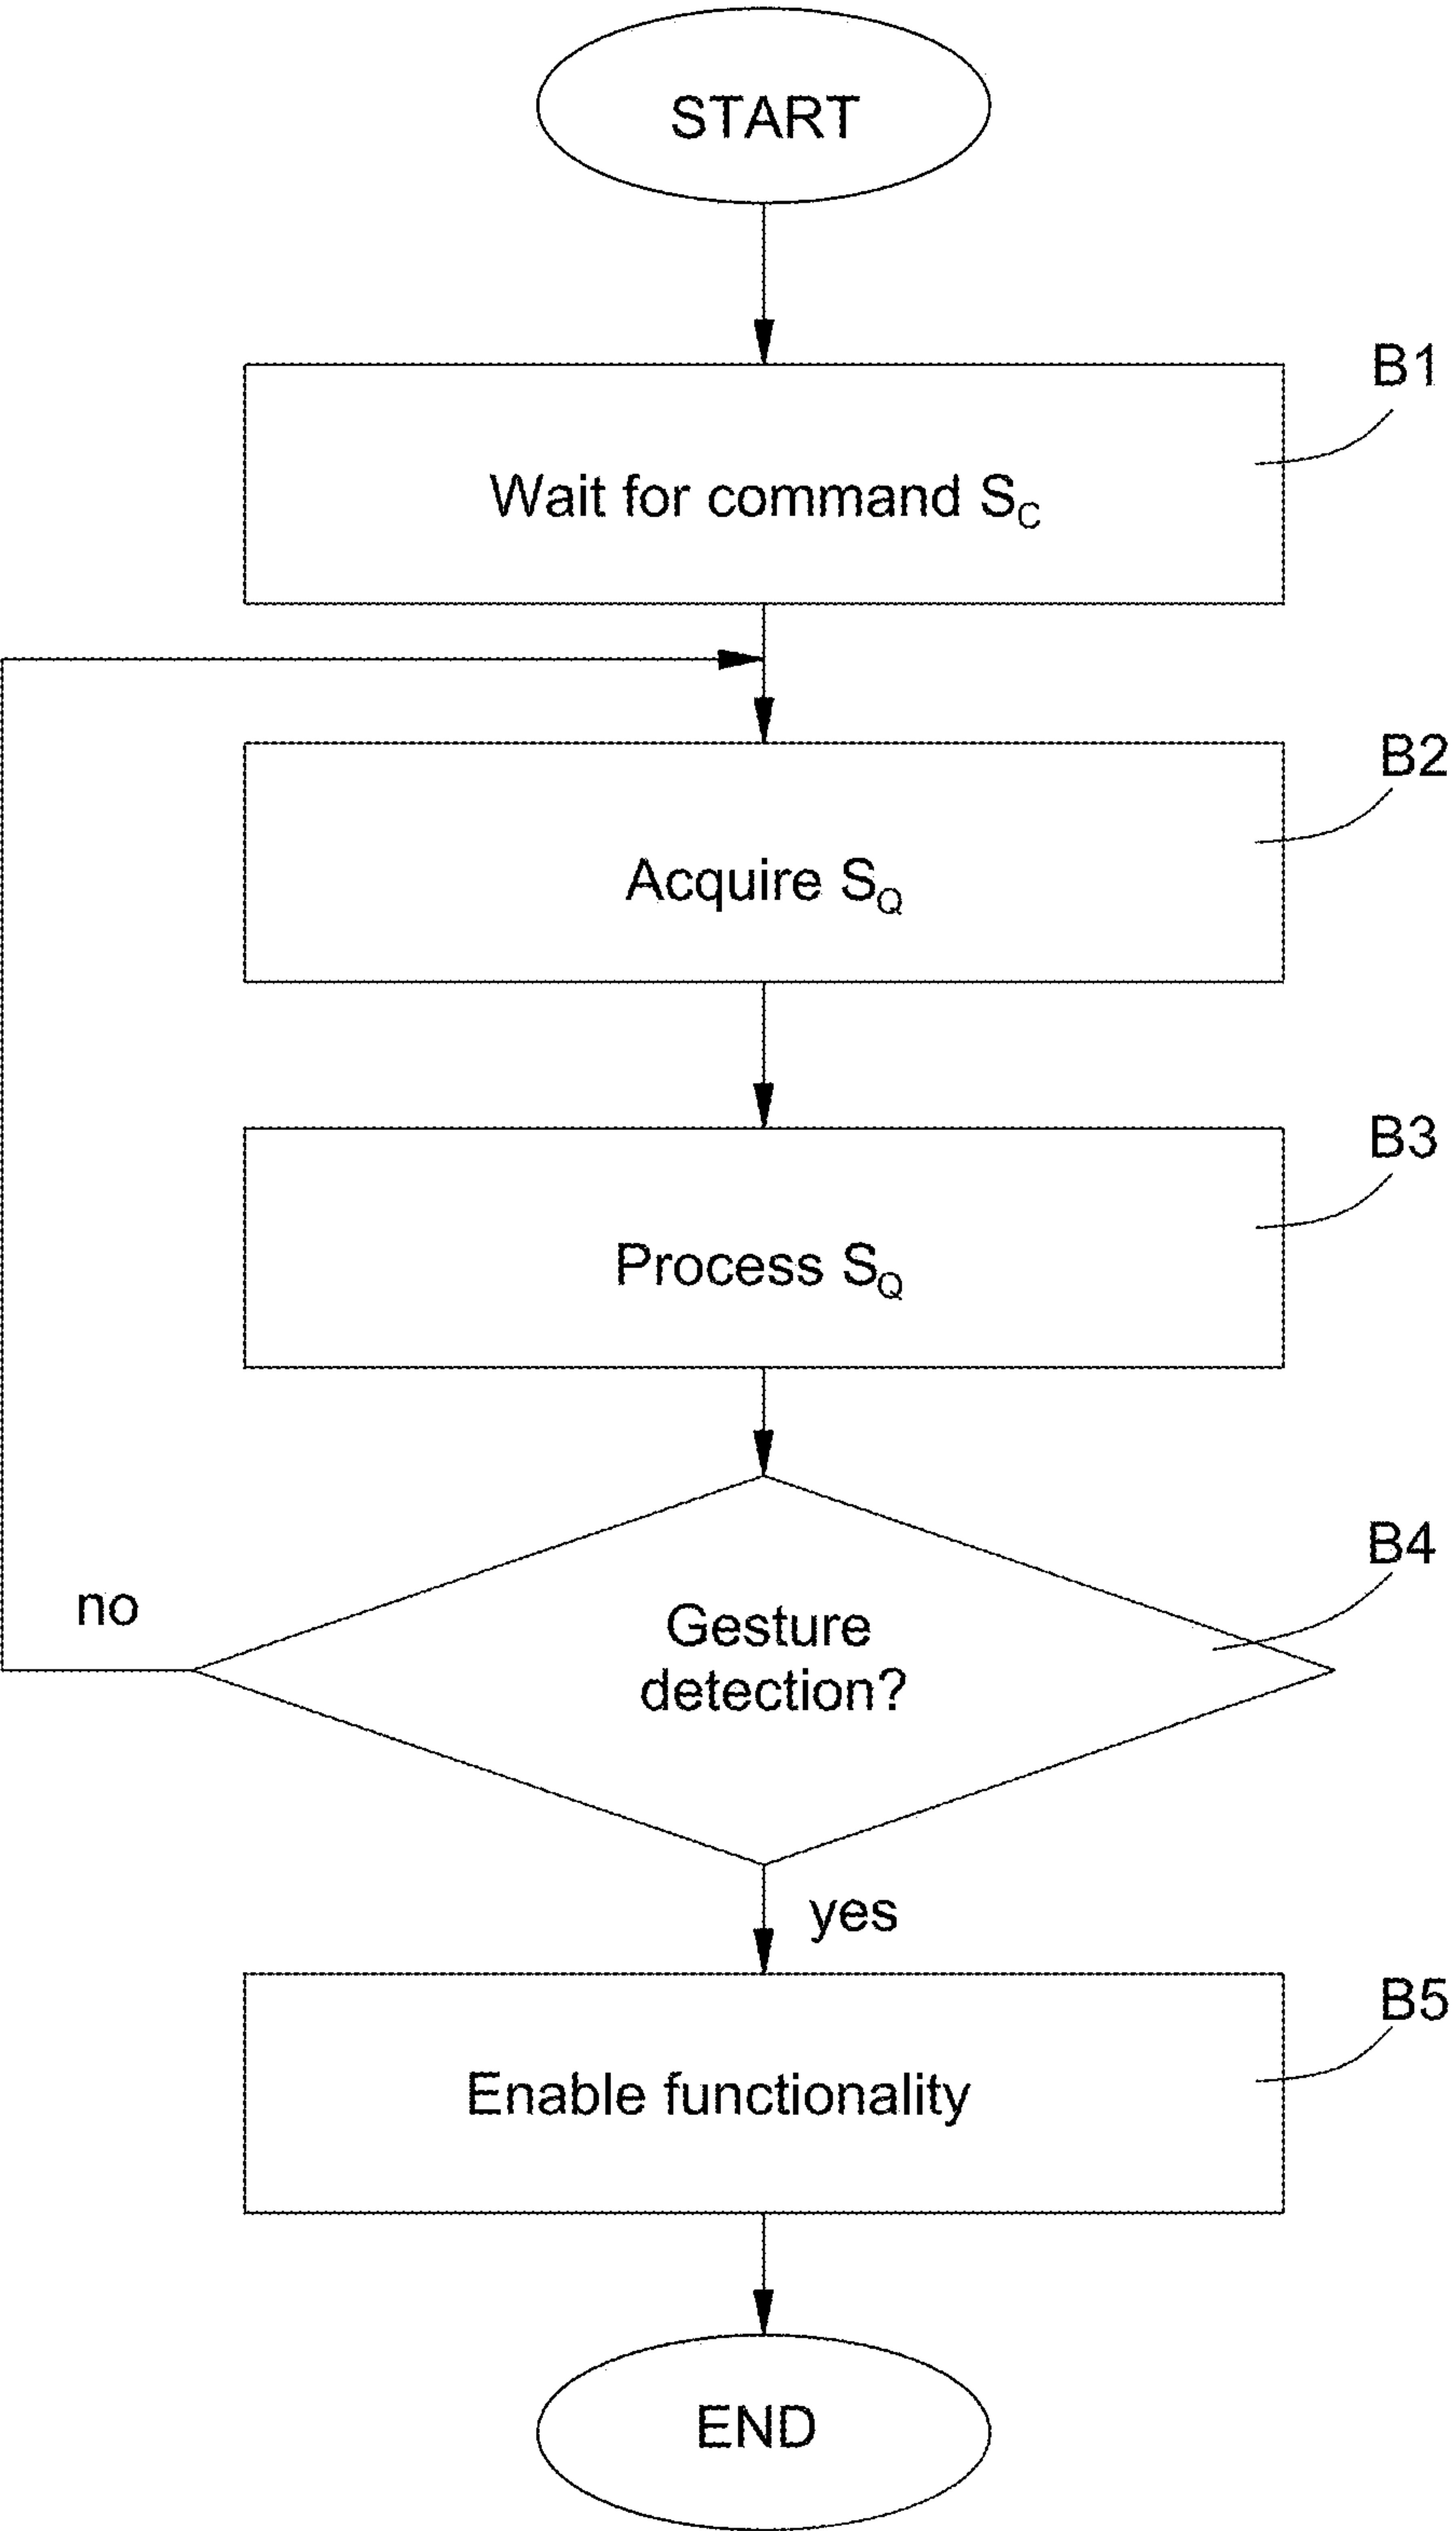 START
B1
Wait for command S_C
B2
Acquire S_Q
B3
Process S_Q
B4
no
Gesture
detection?
yes
B5
Enable functionality
END